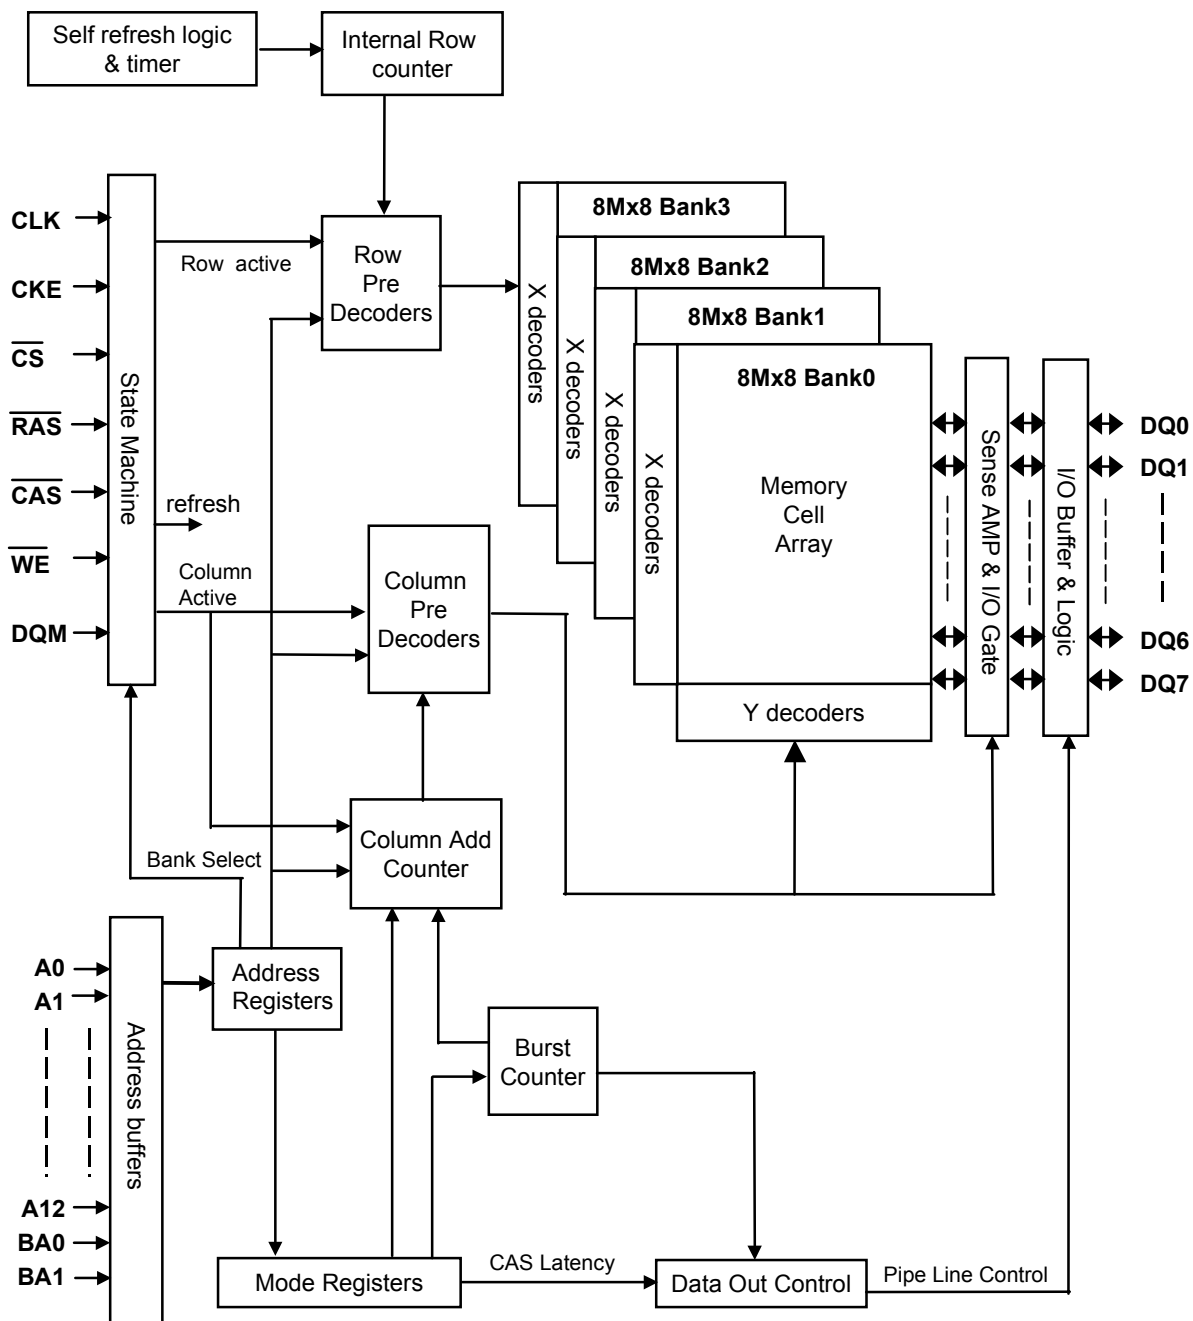 Self refresh logic
& timer
Internal Row
counter
CLK
CKE
CS
RAS
CAS
WE
DQM
State Machine
Row active
refresh
Column
Active
Row
Pre
Decoders
Column
Pre
Decoders
X decoders
8Mx8 Bank3
X decoders
8Mx8 Bank2
X decoders
8Mx8 Bank1
X decoders
8Mx8 Bank0
Memory
Cell
Array
Y decoders
Sense AMP & I/O Gate
I/O Buffer & Logic
DQ0
DQ1
DQ6
DQ7
Bank Select
Column Add
Counter
A0
A1
A12
BA0
BA1
Address buffers
Address
Registers
Burst
Counter
Mode Registers
CAS Latency
Data Out Control
Pipe Line Control